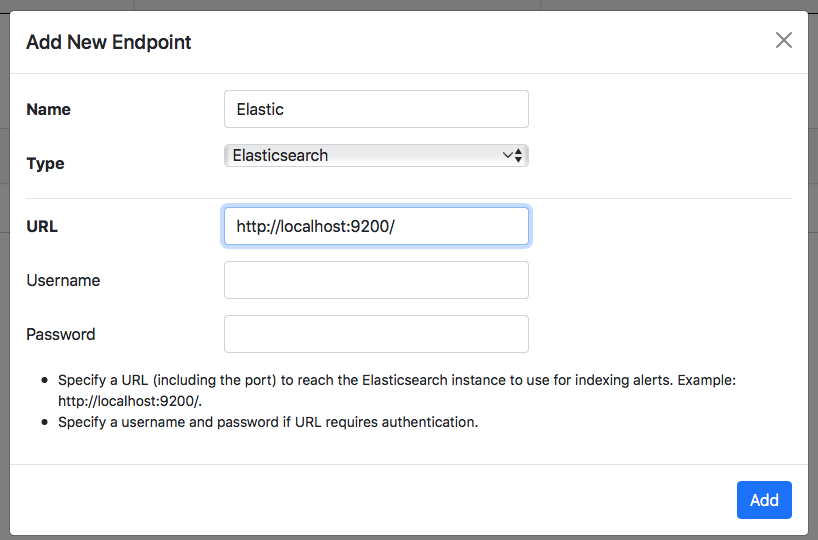 Add New Endpoint
Name
Elastic
Type
Elasticsearch
URL
http://localhost:9200/
Username
Password
Specify a URL (including the port) to reach the Elasticsearch instance to use for indexing alerts. Example:
http://localhost:9200/.
Specify a username and password if URL requires authentication.
Add